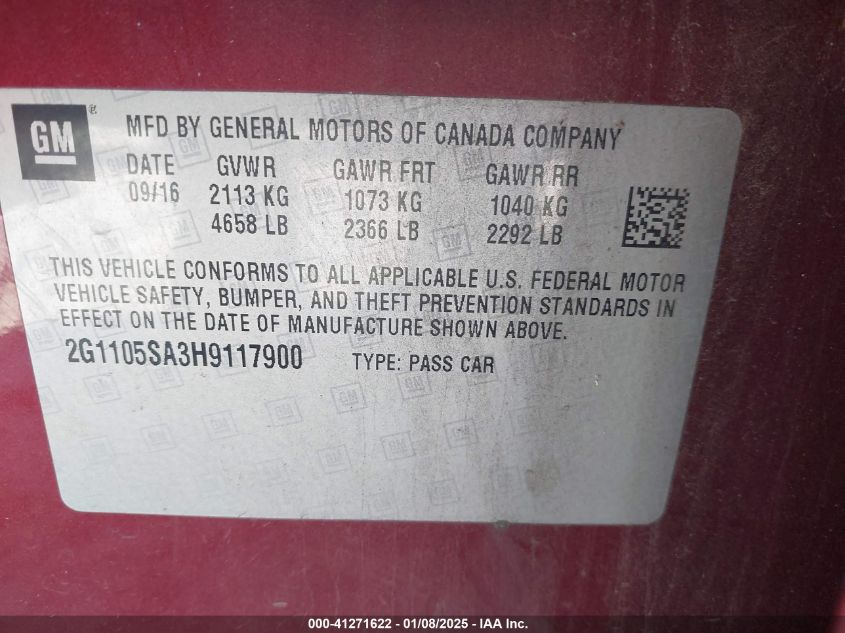 GM
MFD BY GENERAL MOTORS OF CANADA COMPANY
DATE GVWR GAWR FRT GAWR RR
09/16 2113 KG 1073 KG 1040 KG
4658 LB 2366 LB 2292 LB
THIS VEHICLE CONFORMS TO ALL APPLICABLE U.S. FEDERAL MOTOR
VEHICLE SAFETY, BUMPER, AND THEFT PREVENTION STANDARDS IN
EFFECT ON THE DATE OF MANUFACTURE SHOWN ABOVE.
2G1105SA3H9117900 TYPE: PASS CAR
000-41271622 - 01/08/2025 - IAA Inc.